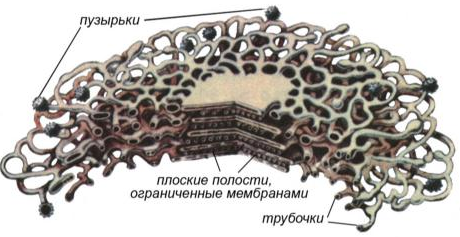 пузырьки
плоские полости,
ограниченные мембранами
трубочки